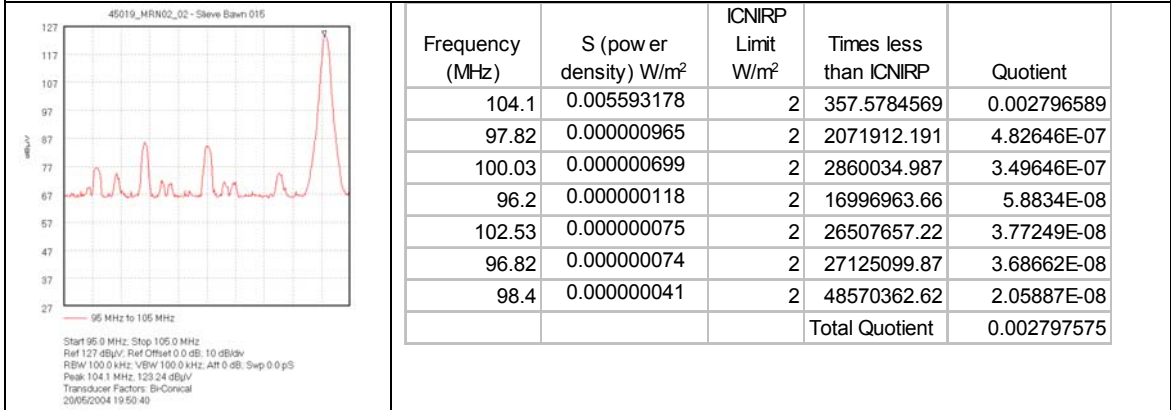 45019_MRN02_02 - Slieve Bawn 015
127
117
107
97
87
77
67
57
47
37
27
dBµV
95 MHz to 105 MHz
Start 95.0 MHz; Stop 105.0 MHz
Ref 127 dBµV; Ref Offset 0.0 dB; 10 dB/div
RBW 100.0 kHz; VBW 100.0 kHz; Att 0 dB; Swp 0.0 pS
Peak 104.1 MHz, 123.24 dBµV
Transducer Factors: Bi-Conical
20/05/2004 19:50:40
Frequency (MHz) S (power density) W/m² ICNIRP Limit W/m² Times less than ICNIRP Quotient
104.1 0.005593178 2 357.5784569 0.002796589
97.82 0.000000965 2 2071912.191 4.82646E-07
100.03 0.000000699 2 2860034.987 3.49646E-07
96.2 0.000000118 2 16996963.66 5.8834E-08
102.53 0.000000075 2 26507657.22 3.77249E-08
96.82 0.000000074 2 27125099.87 3.68662E-08
98.4 0.000000041 2 48570362.62 2.05887E-08
Total Quotient 0.002797575